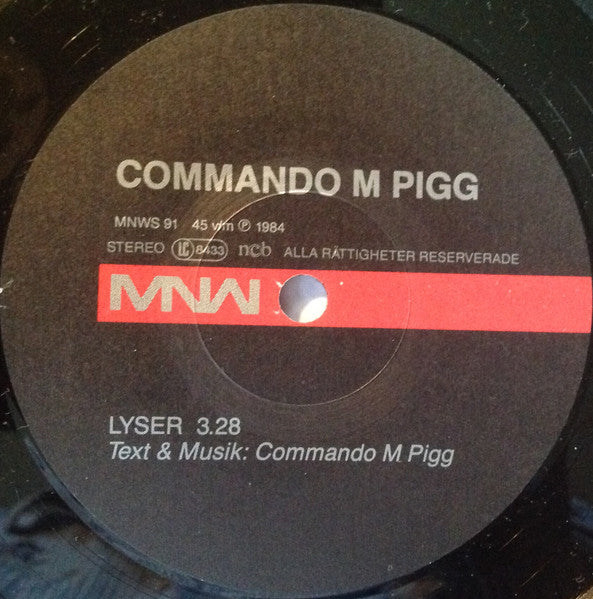 COMMANDO M PIGG
MNWS 91 45 v/m ℗ 1984
STEREO LC 8433 ncb ALLA RÄTTIGHETER RESERVERADE
MNW
LYSER 3.28
Text & Musik: Commando M Pigg